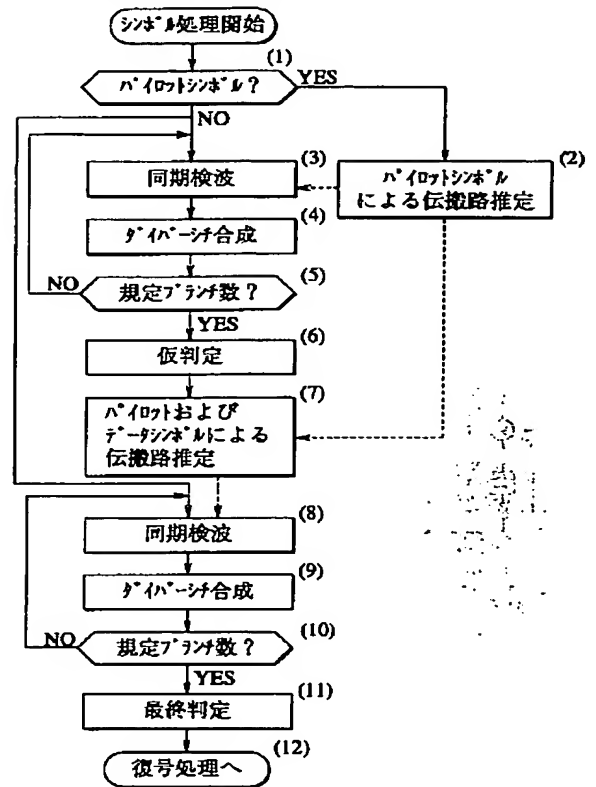 シンボル処理開始
(1)
パイロットシンボル?
YES
NO
(3)
同期検波
(2)
パイロットシンボル
による伝搬路推定
(4)
ダイバーシチ合成
(5)
NO
規定ブランチ数?
YES
(6)
仮判定
(7)
パイロットおよび
データシンボルによる
伝搬路推定
(8)
同期検波
(9)
ダイバーシチ合成
(10)
NO
規定ブランチ数?
YES
(11)
最終判定
(12)
復号処理へ